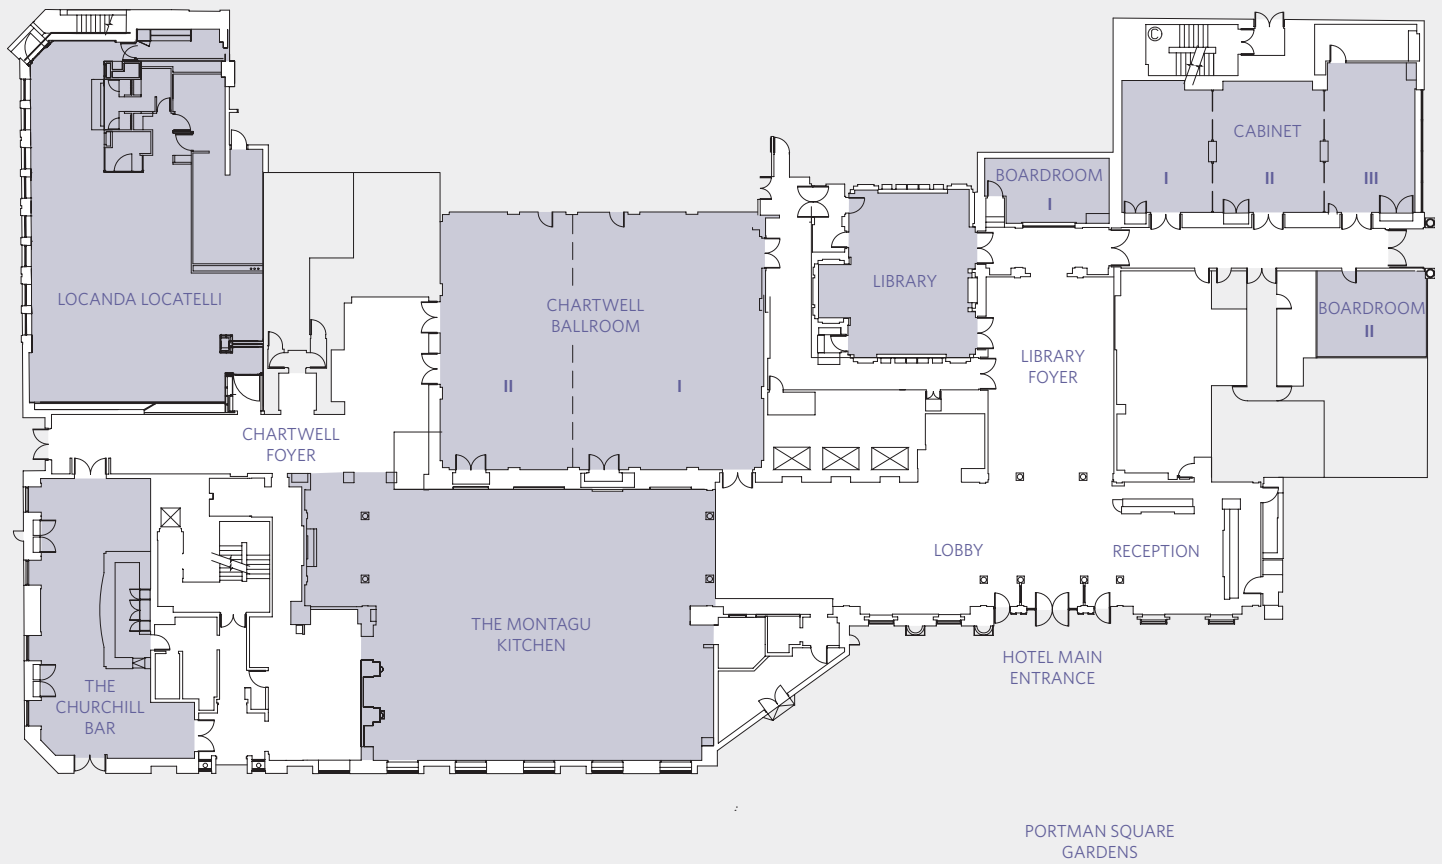 CABINET
I
II
III
BOARDROOM
I
LIBRARY
BOARDROOM
II
LOCANDA LOCATELLI
CHARTWELL
BALLROOM
II
I
LIBRARY
FOYER
CHARTWELL
FOYER
LOBBY
RECEPTION
THE MONTAGU
KITCHEN
HOTEL MAIN
ENTRANCE
THE
CHURCHILL
BAR
PORTMAN SQUARE
GARDENS